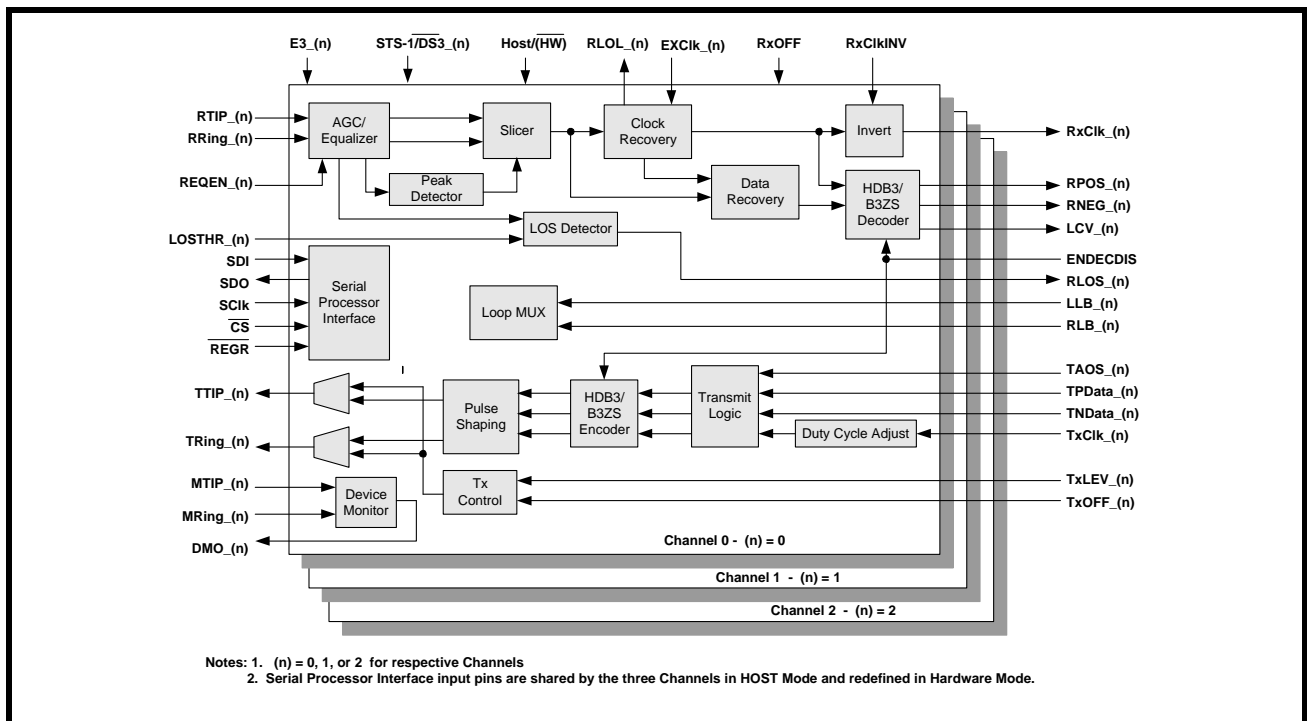 E3_(n)
STS-1/DS3_(n)
Host/(HW)
RLOL_(n)
EXClk_(n)
RxOFF
RxClkINV
RTIP_(n)
RRing_(n)
REQEN_(n)
LOSTHR_(n)
SDI
SDO
SClk
CS
REGR
TTIP_(n)
TRing_(n)
MTIP_(n)
MRing_(n)
DMO_(n)
AGC/
Equalizer
Slicer
Clock
Recovery
Invert
Peak
Detector
Data
Recovery
HDB3/
B3ZS
Decoder
LOS Detector
Serial
Processor
Interface
Loop MUX
Pulse
Shaping
HDB3/
B3ZS
Encoder
Transmit
Logic
Duty Cycle Adjust
Tx
Control
Device
Monitor
RxClk_(n)
RPOS_(n)
RNEG_(n)
LCV_(n)
ENDECDIS
RLOS_(n)
LLB_(n)
RLB_(n)
TAOS_(n)
TPData_(n)
TNData_(n)
TxClk_(n)
TxLEV_(n)
TxOFF_(n)
Channel 0 - (n) = 0
Channel 1 - (n) = 1
Channel 2 - (n) = 2
Notes: 1. (n) = 0, 1, or 2 for respective Channels
2. Serial Processor Interface input pins are shared by the three Channels in HOST Mode and redefined in Hardware Mode.